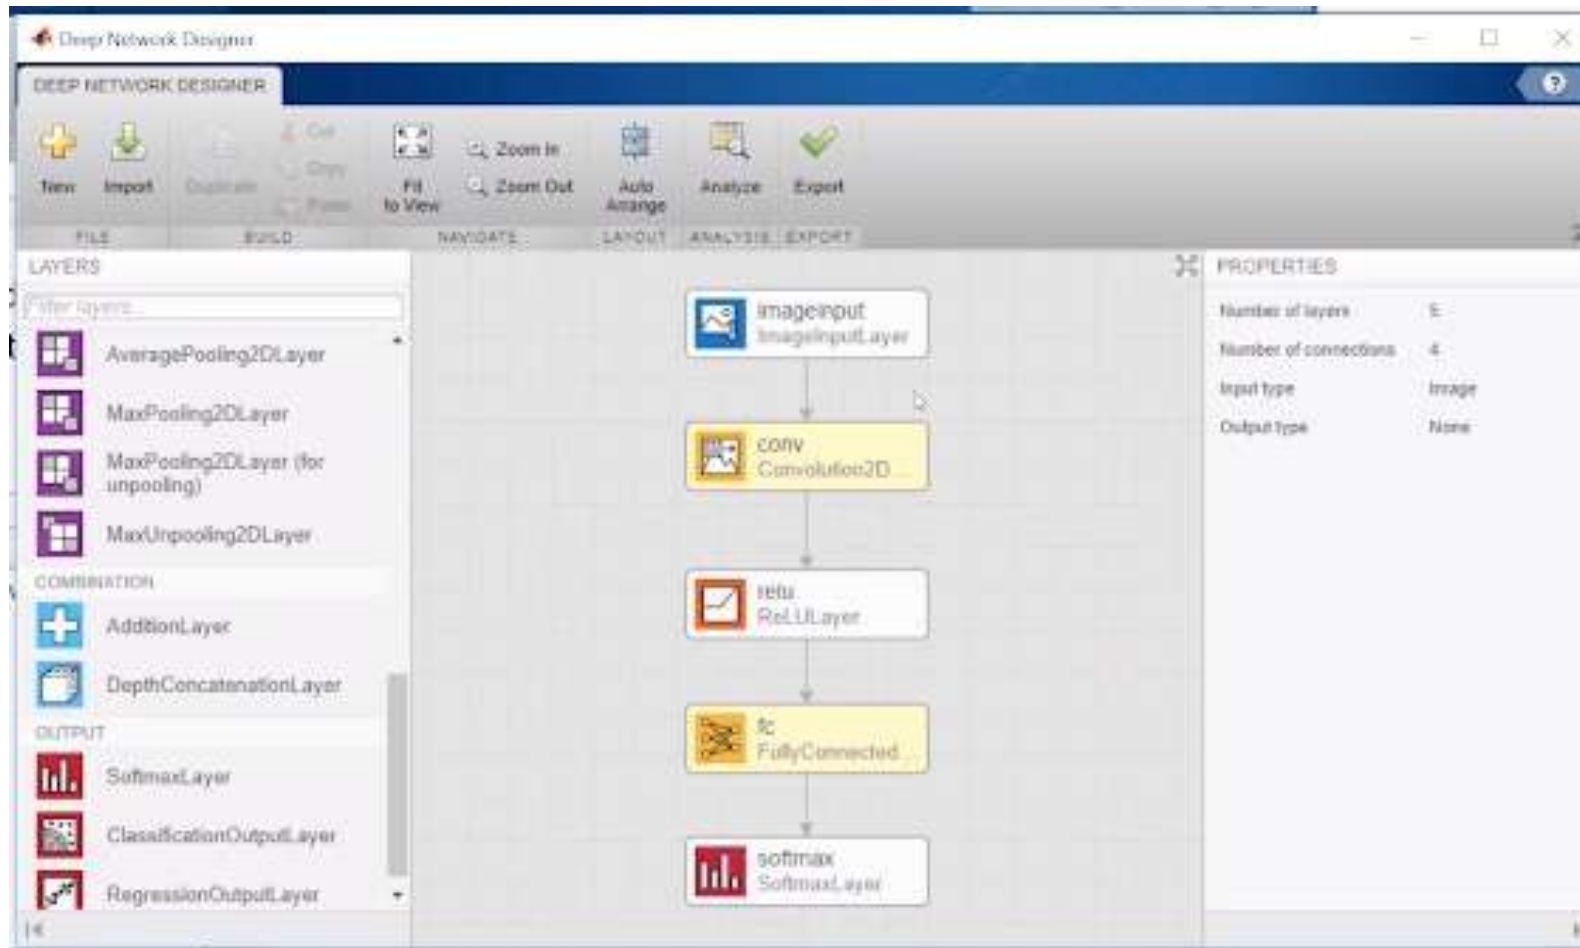 Deep Network Designer
DEEP NETWORK DESIGNER
?
New
Import
Duplicate
Cut
Copy
Paste
Fit
to View
Zoom In
Zoom Out
Auto
Arrange
Analyze
Export
FILE
BUILD
NAVIGATE
LAYOUT
ANALYSIS
EXPORT
LAYERS
Filter layers...
AveragePooling2DLayer
MaxPooling2DLayer
MaxPooling2DLayer (for
unpooling)
MaxUnpooling2DLayer
COMBINATION
AdditionLayer
DepthConcatenationLayer
OUTPUT
SoftmaxLayer
ClassificationOutputLayer
RegressionOutputLayer
imageinput
ImageInputLayer
conv
Convolution2D...
relu
ReLULayer
fc
FullyConnected...
softmax
SoftmaxLayer
PROPERTIES
Number of layers 5
Number of connections 4
Input type Image
Output type None